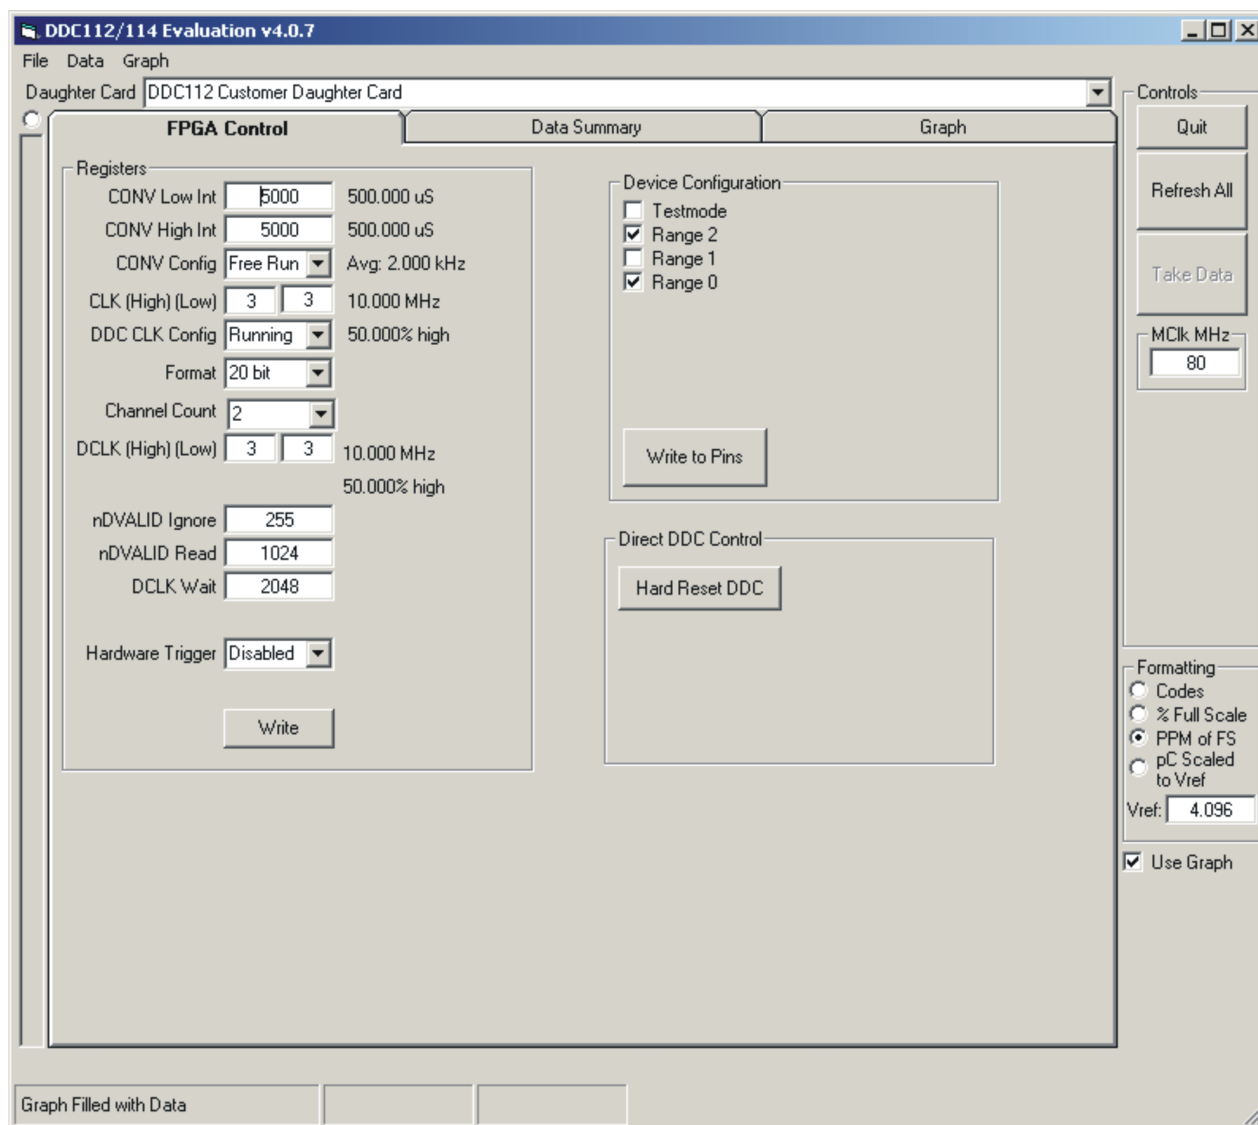 DDC112/114 Evaluation v4.0.7
File Data Graph
Daughter Card DDC112 Customer Daughter Card
FPGA Control Data Summary Graph
Registers
CONV Low Int 5000 500.000 uS
CONV High Int 5000 500.000 uS
CONV Config Free Run Avg: 2.000 kHz
CLK (High) (Low) 3 3 10.000 MHz
DDC CLK Config Running 50.000% high
Format 20 bit
Channel Count 2
DCLK (High) (Low) 3 3 10.000 MHz
50.000% high
nDVALID Ignore 255
nDVALID Read 1024
DCLK Wait 2048
Hardware Trigger Disabled
Write
Device Configuration
Testmode
Range 2
Range 1
Range 0
Write to Pins
Direct DDC Control
Hard Reset DDC
Controls
Quit
Refresh All
Take Data
MClk MHz
80
Formatting
Codes
% Full Scale
PPM of FS
pC Scaled
to Vref
Vref: 4.096
Use Graph
Graph Filled with Data